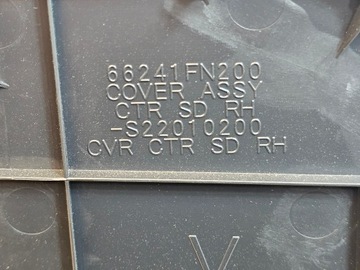 66241FN200
COVER ASSY
CTR SD RH
-S22010200
CVR CTR SD RH